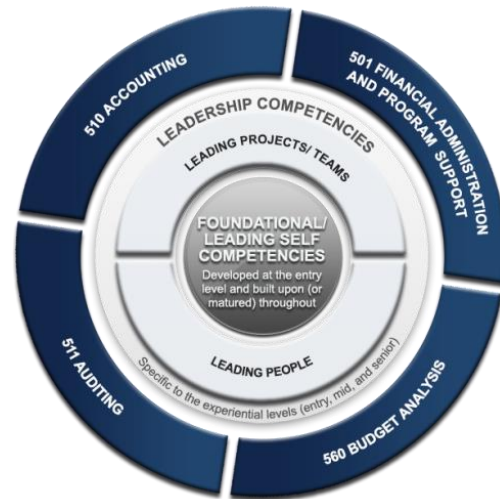 510 ACCOUNTING
501 FINANCIAL ADMINISTRATION
AND PROGRAM SUPPORT
LEADERSHIP COMPETENCIES
LEADING PROJECTS/ TEAMS
FOUNDATIONAL/
LEADING SELF
COMPETENCIES
Developed at the entry
level and built upon (or
matured) throughout
LEADING PEOPLE
Specific to the experiential levels (entry, mid, and senior)
511 AUDITING
560 BUDGET ANALYSIS